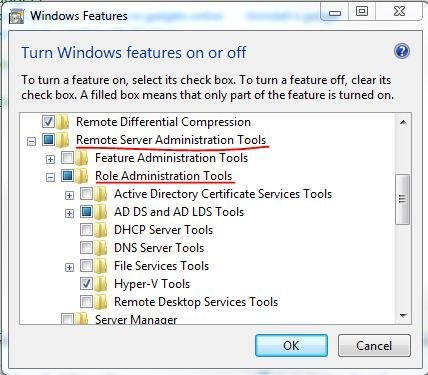 Windows Features
Turn Windows features on or off
To turn a feature on, select its check box. To turn a feature off, clear its
check box. A filled box means that only part of the feature is turned on.
Remote Differential Compression
Remote Server Administration Tools
Feature Administration Tools
Role Administration Tools
Active Directory Certificate Services Tools
AD DS and AD LDS Tools
DHCP Server Tools
DNS Server Tools
File Services Tools
Hyper-V Tools
Remote Desktop Services Tools
Server Manager
OK
Cancel